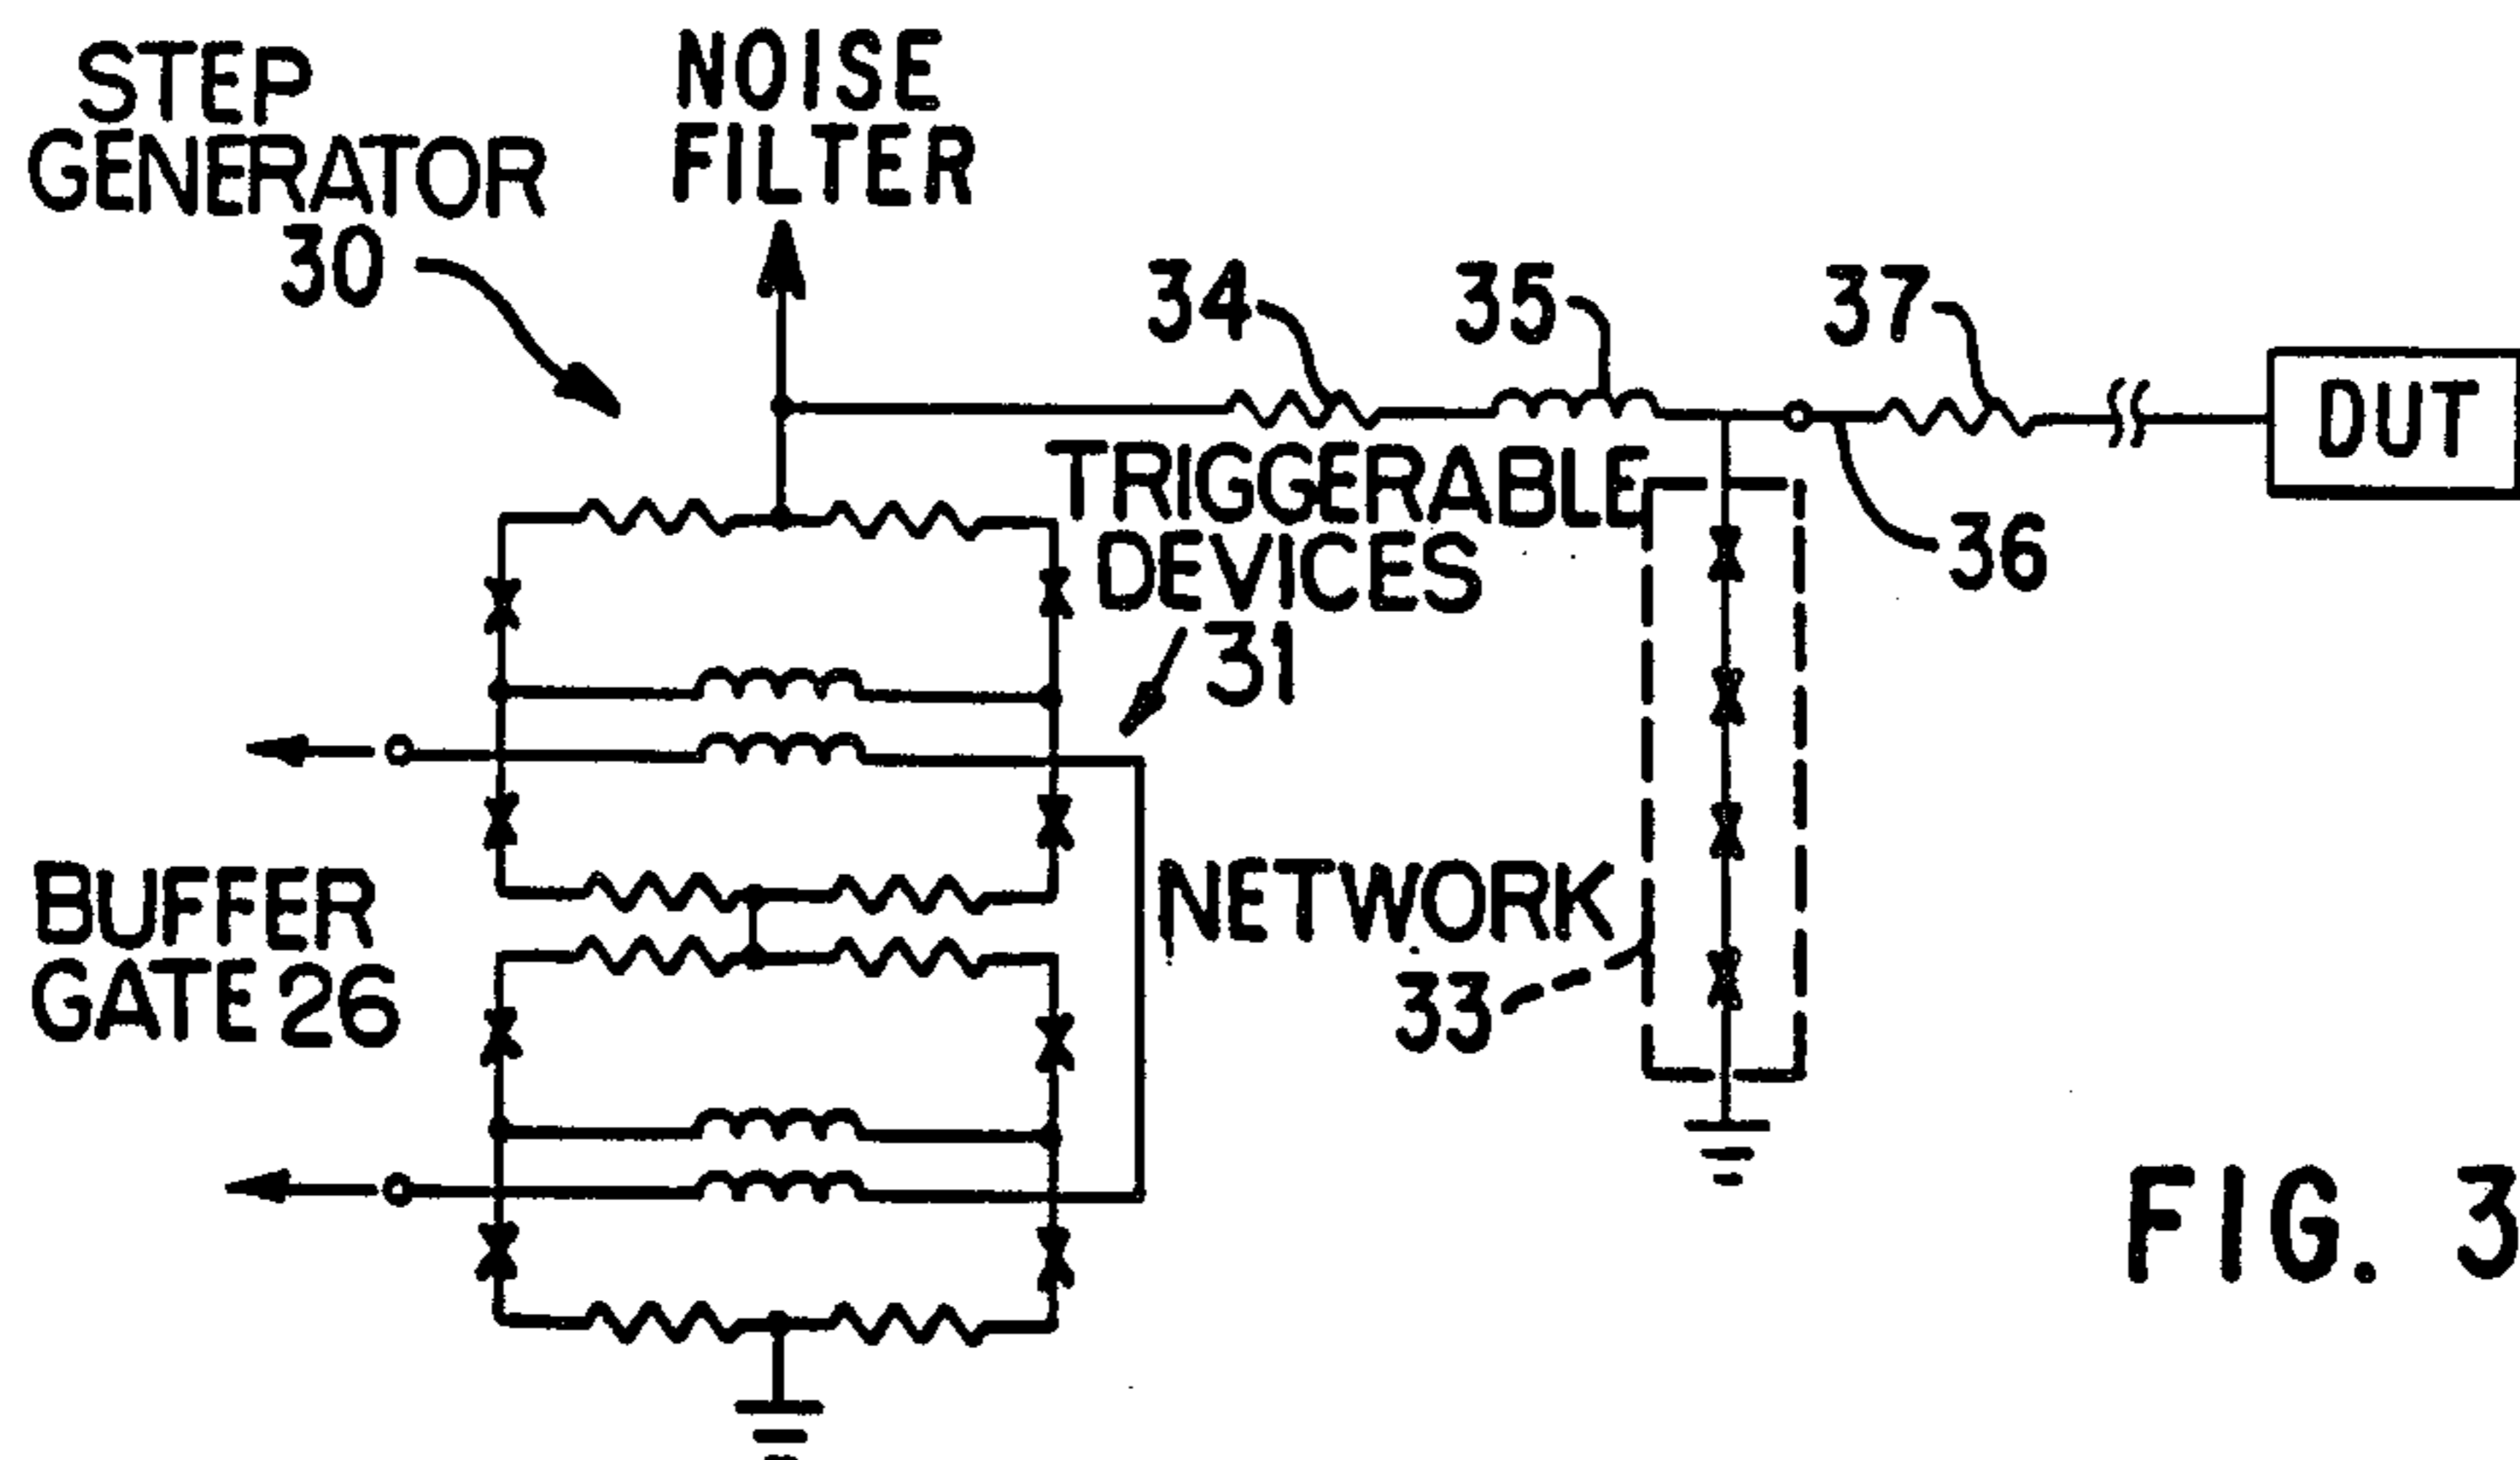 STEP
GENERATOR
30
NOISE
FILTER
34
35
37
DUT
36
TRIGGERABLE
DEVICES
31
BUFFER
GATE 26
NETWORK
33
FIG. 3